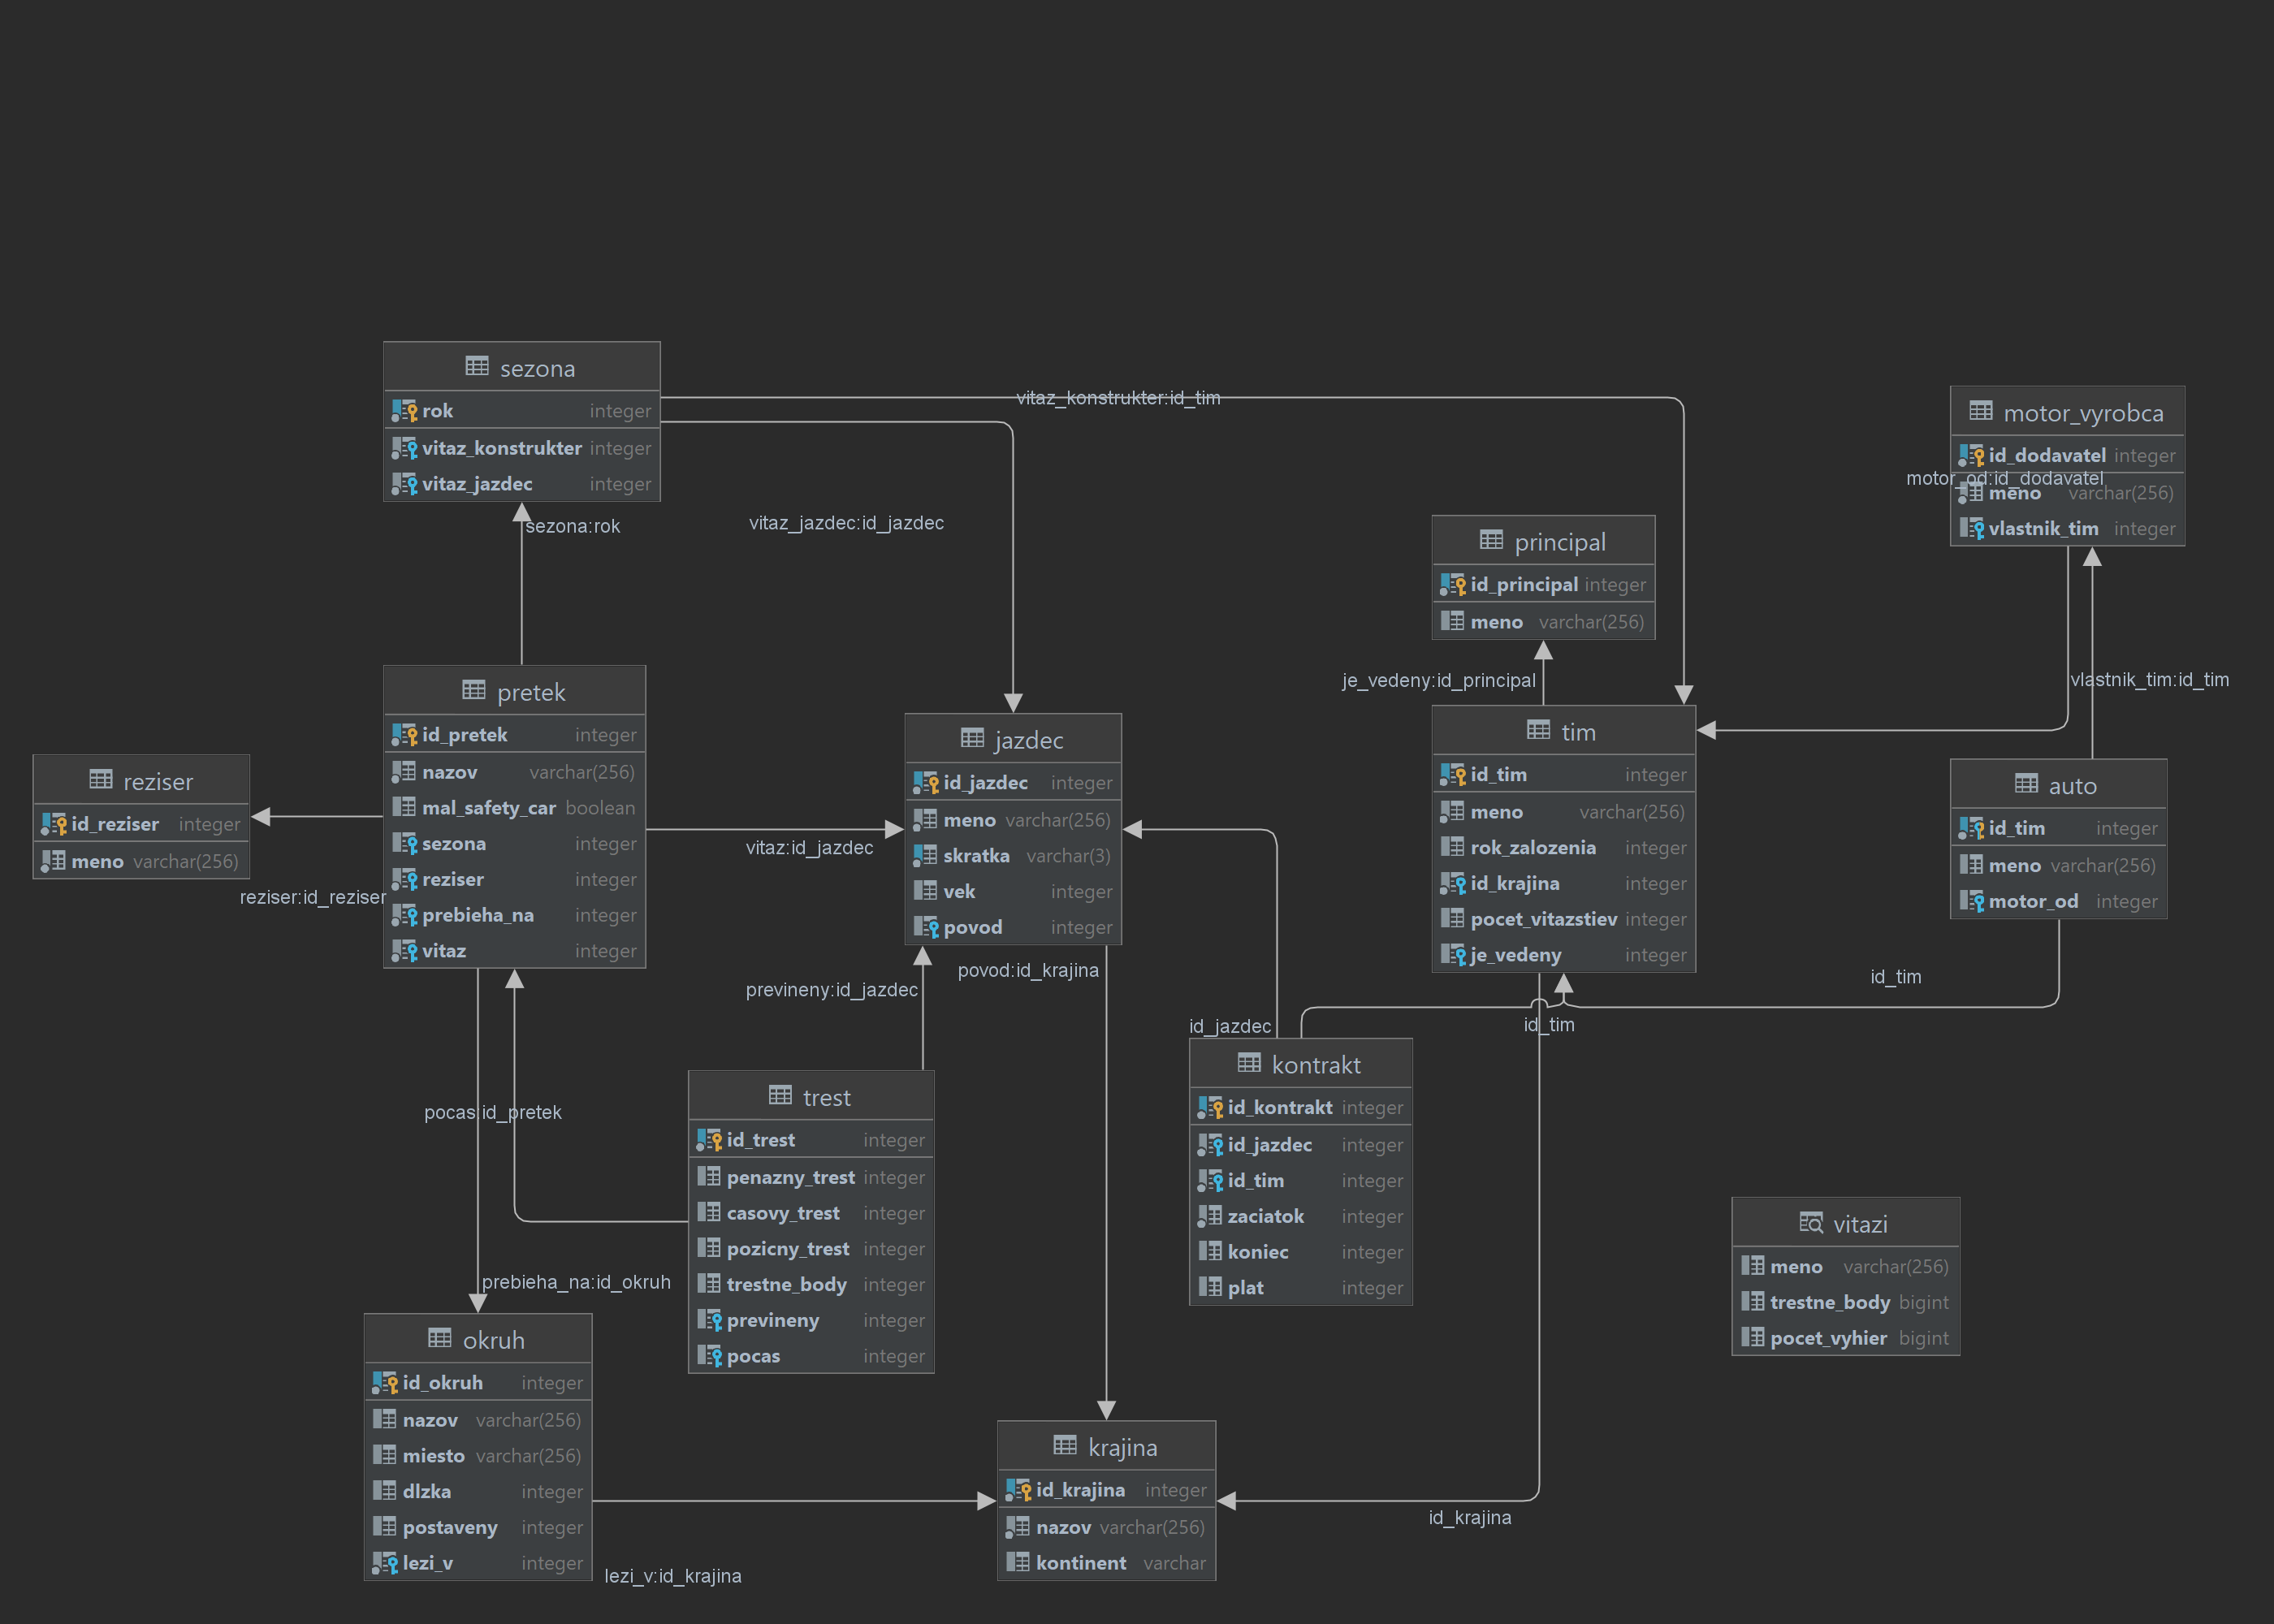 sezona
rok integer
vitaz_konstrukter integer
vitaz_jazdec integer
vitaz_konstrukter:id_tim
vitaz_jazdec:id_jazdec
sezona:rok
motor_vyrobca
id_dodavatel integer
motor_od:id_dodavatel
meno varchar(256)
vlastnik_tim integer
principal
id_principal integer
meno varchar(256)
je_vedeny:id_principal
vlastnik_tim:id_tim
pretek
id_pretek integer
nazov varchar(256)
mal_safety_car boolean
sezona integer
reziser integer
prebieha_na integer
vitaz integer
reziser
id_reziser integer
meno varchar(256)
reziser:id_reziser
vitaz:id_jazdec
jazdec
id_jazdec integer
meno varchar(256)
skratka varchar(3)
vek integer
povod integer
tim
id_tim integer
meno varchar(256)
rok_zalozenia integer
id_krajina integer
pocet_vitazstiev integer
je_vedeny integer
auto
id_tim integer
meno varchar(256)
motor_od integer
povod:id_krajina
previneny:id_jazdec
id_tim
id_jazdec
id_tim
pocas:id_pretek
trest
id_trest integer
penazny_trest integer
casovy_trest integer
pozicny_trest integer
trestne_body integer
previneny integer
pocas integer
kontrakt
id_kontrakt integer
id_jazdec integer
id_tim integer
zaciatok integer
koniec integer
plat integer
vitazi
meno varchar(256)
trestne_body bigint
pocet_vyhier bigint
prebieha_na:id_okruh
okruh
id_okruh integer
nazov varchar(256)
miesto varchar(256)
dlzka integer
postaveny integer
lezi_v integer
lezi_v:id_krajina
krajina
id_krajina integer
nazov varchar(256)
kontinent varchar
id_krajina